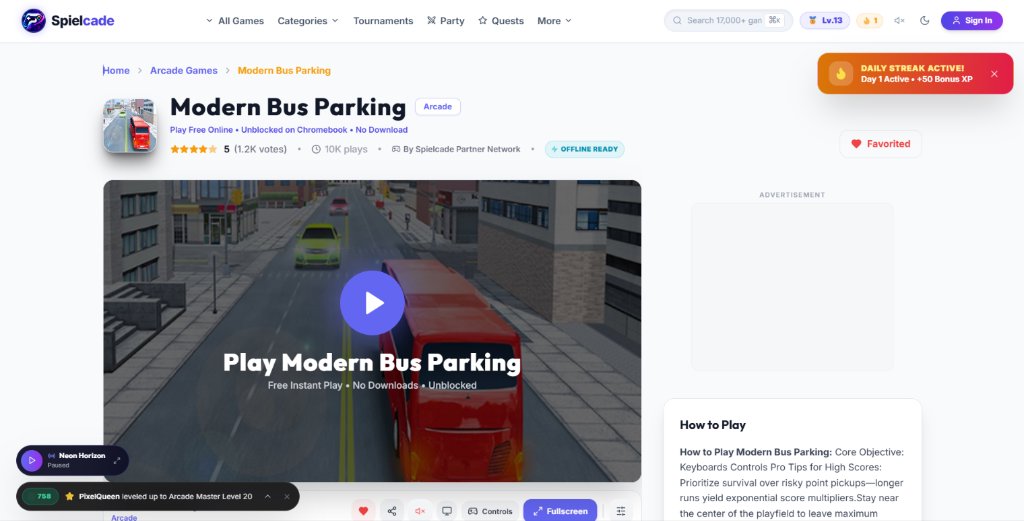 Spielcade
All Games Categories Tournaments Party Quests More
Search 17,000+ gan ⌘K
Lv.13
1
Sign In
Home > Arcade Games > Modern Bus Parking
DAILY STREAK ACTIVE!
Day 1 Active • +50 Bonus XP
Modern Bus Parking
Arcade
Play Free Online • Unblocked on Chromebook • No Download
5 (1.2K votes) • 10K plays • By Spielcade Partner Network • OFFLINE READY
Favorited
ADVERTISEMENT
Play Modern Bus Parking
Free Instant Play • No Downloads • Unblocked
How to Play
How to Play Modern Bus Parking: Core Objective:
Keyboards Controls Pro Tips for High Scores:
Prioritize survival over risky point pickups—longer
runs yield exponential score multipliers.Stay near
the center of the playfield to leave maximum
Neon Horizon
Paused
758 PixelQueen leveled up to Arcade Master Level 20
Arcade
Controls
Fullscreen